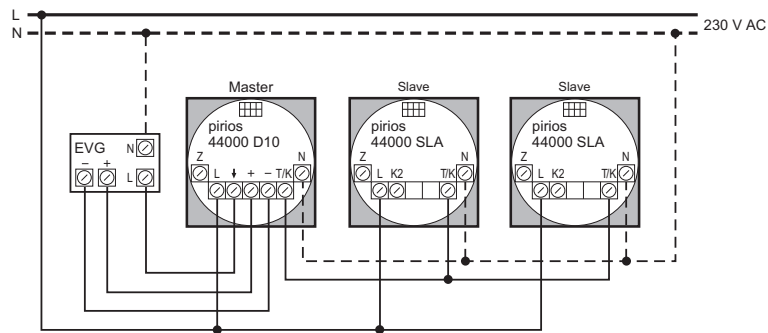 L
N
230 V AC
Master
Slave
Slave
EVG
N
– +
L
pirios
44000 D10
Z
L ↓ + – T/K
N
pirios
44000 SLA
Z
L K2
T/K
N
pirios
44000 SLA
Z
L K2
T/K
N